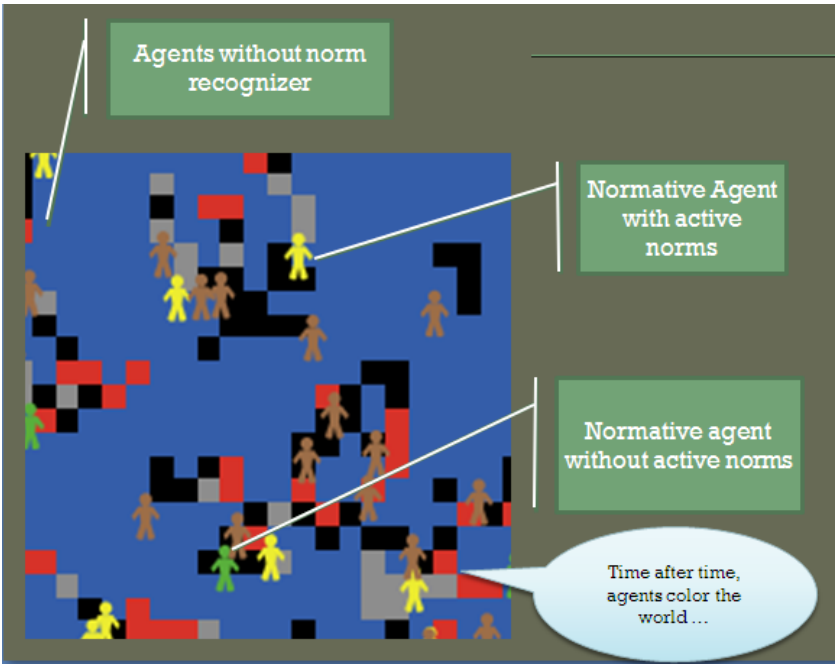 Agents without norm
recognizer
Normative Agent
with active
norms
Normative agent
without active norms
Time after time,
agents color the
world ...